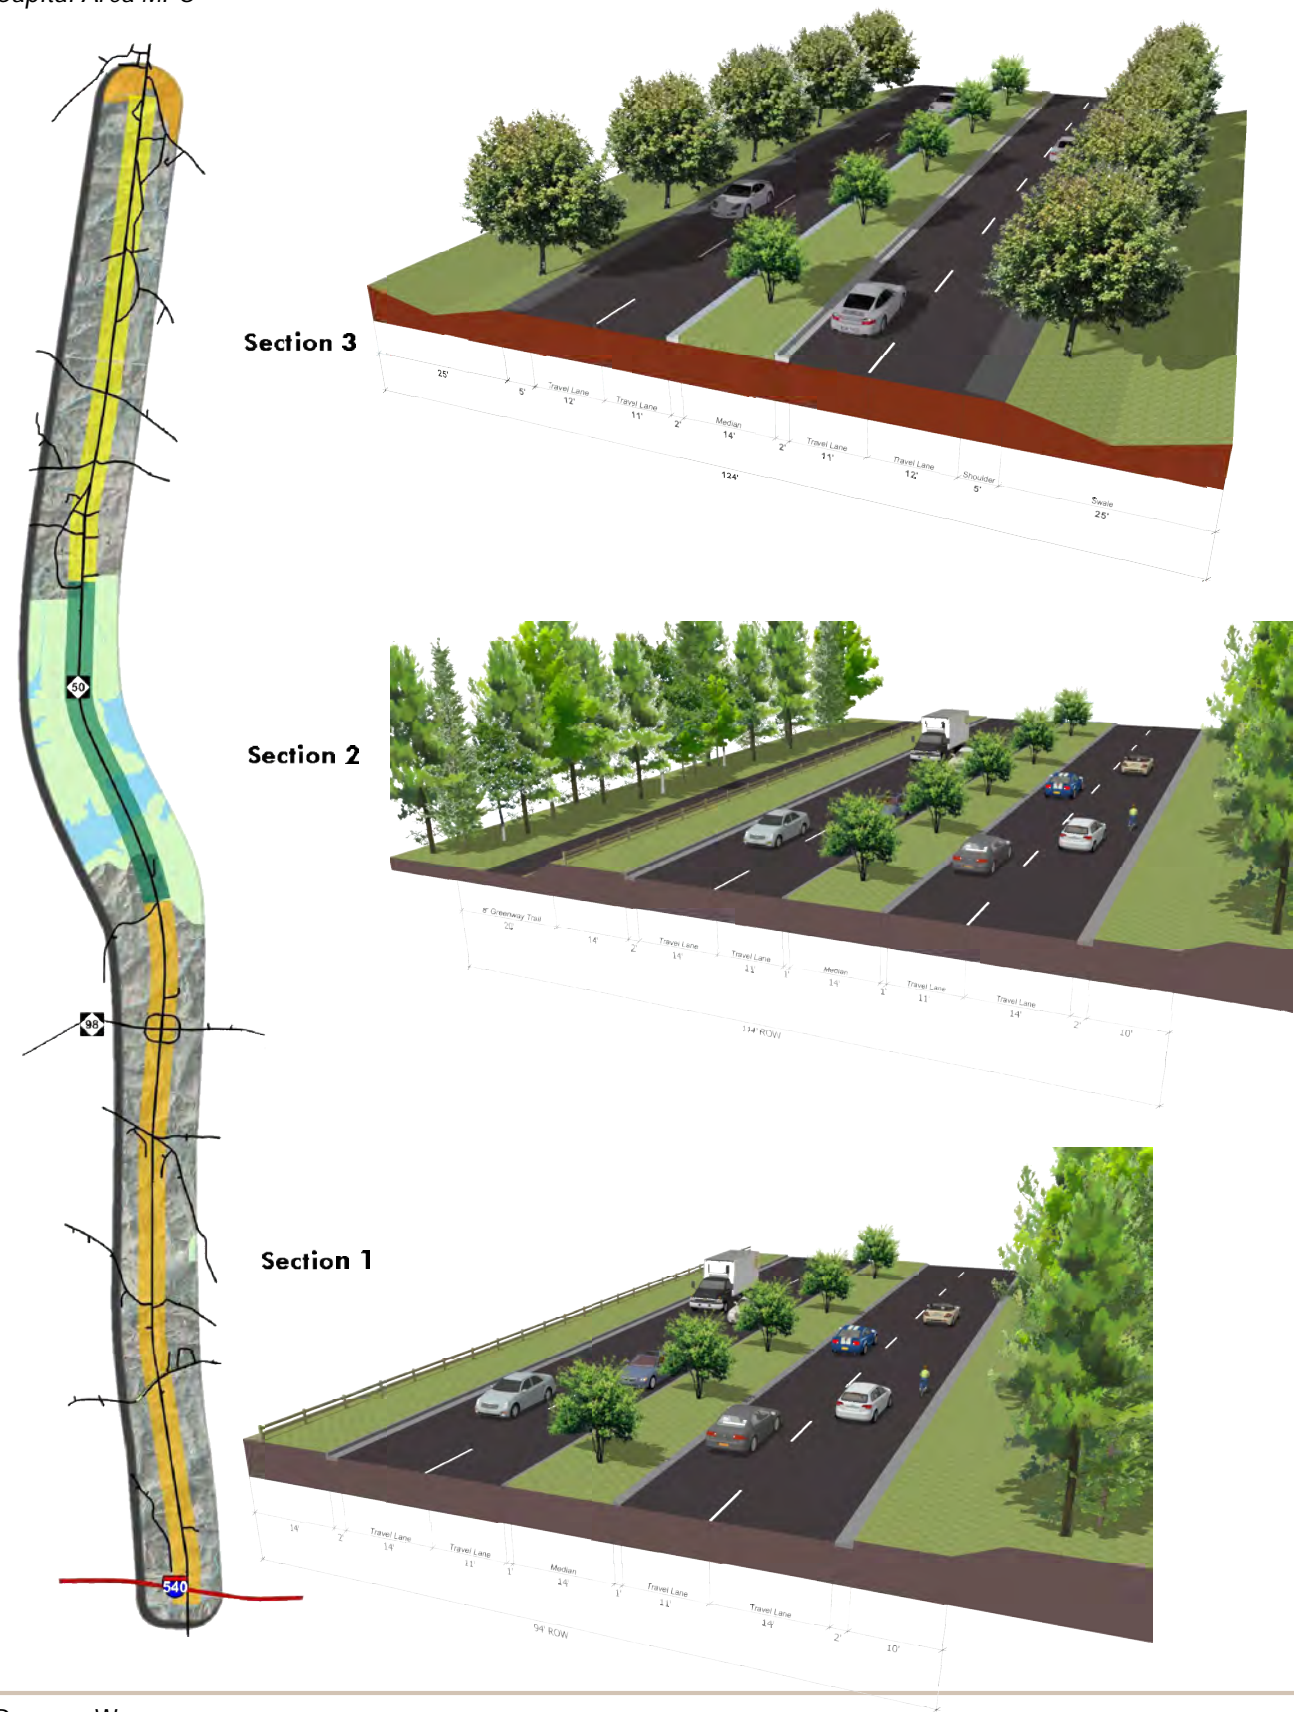 Section 3
25'
5'
Travel Lane
12'
Travel Lane
11'
2'
Median
14'
2'
Travel Lane
11'
Travel Lane
12'
Shoulder
5'
Swale
25'
124'
50
Section 2
8' Greenway Trail
20'
14'
2'
Travel Lane
14'
Travel Lane
11'
1'
Median
14'
1'
Travel Lane
11'
Travel Lane
14'
2'
10'
114' ROW
98
Section 1
14'
2'
Travel Lane
14'
Travel Lane
11'
1'
Median
14'
1'
Travel Lane
11'
Travel Lane
14'
2'
10'
94' ROW
540